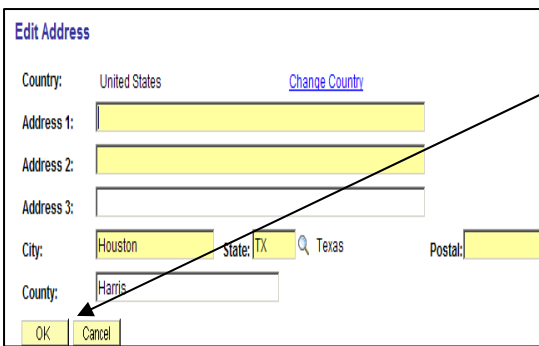 Edit Address
Country: United States Change Country
Address 1:
Address 2:
Address 3:
City: Houston State: TX Texas Postal:
County: Harris
OK Cancel